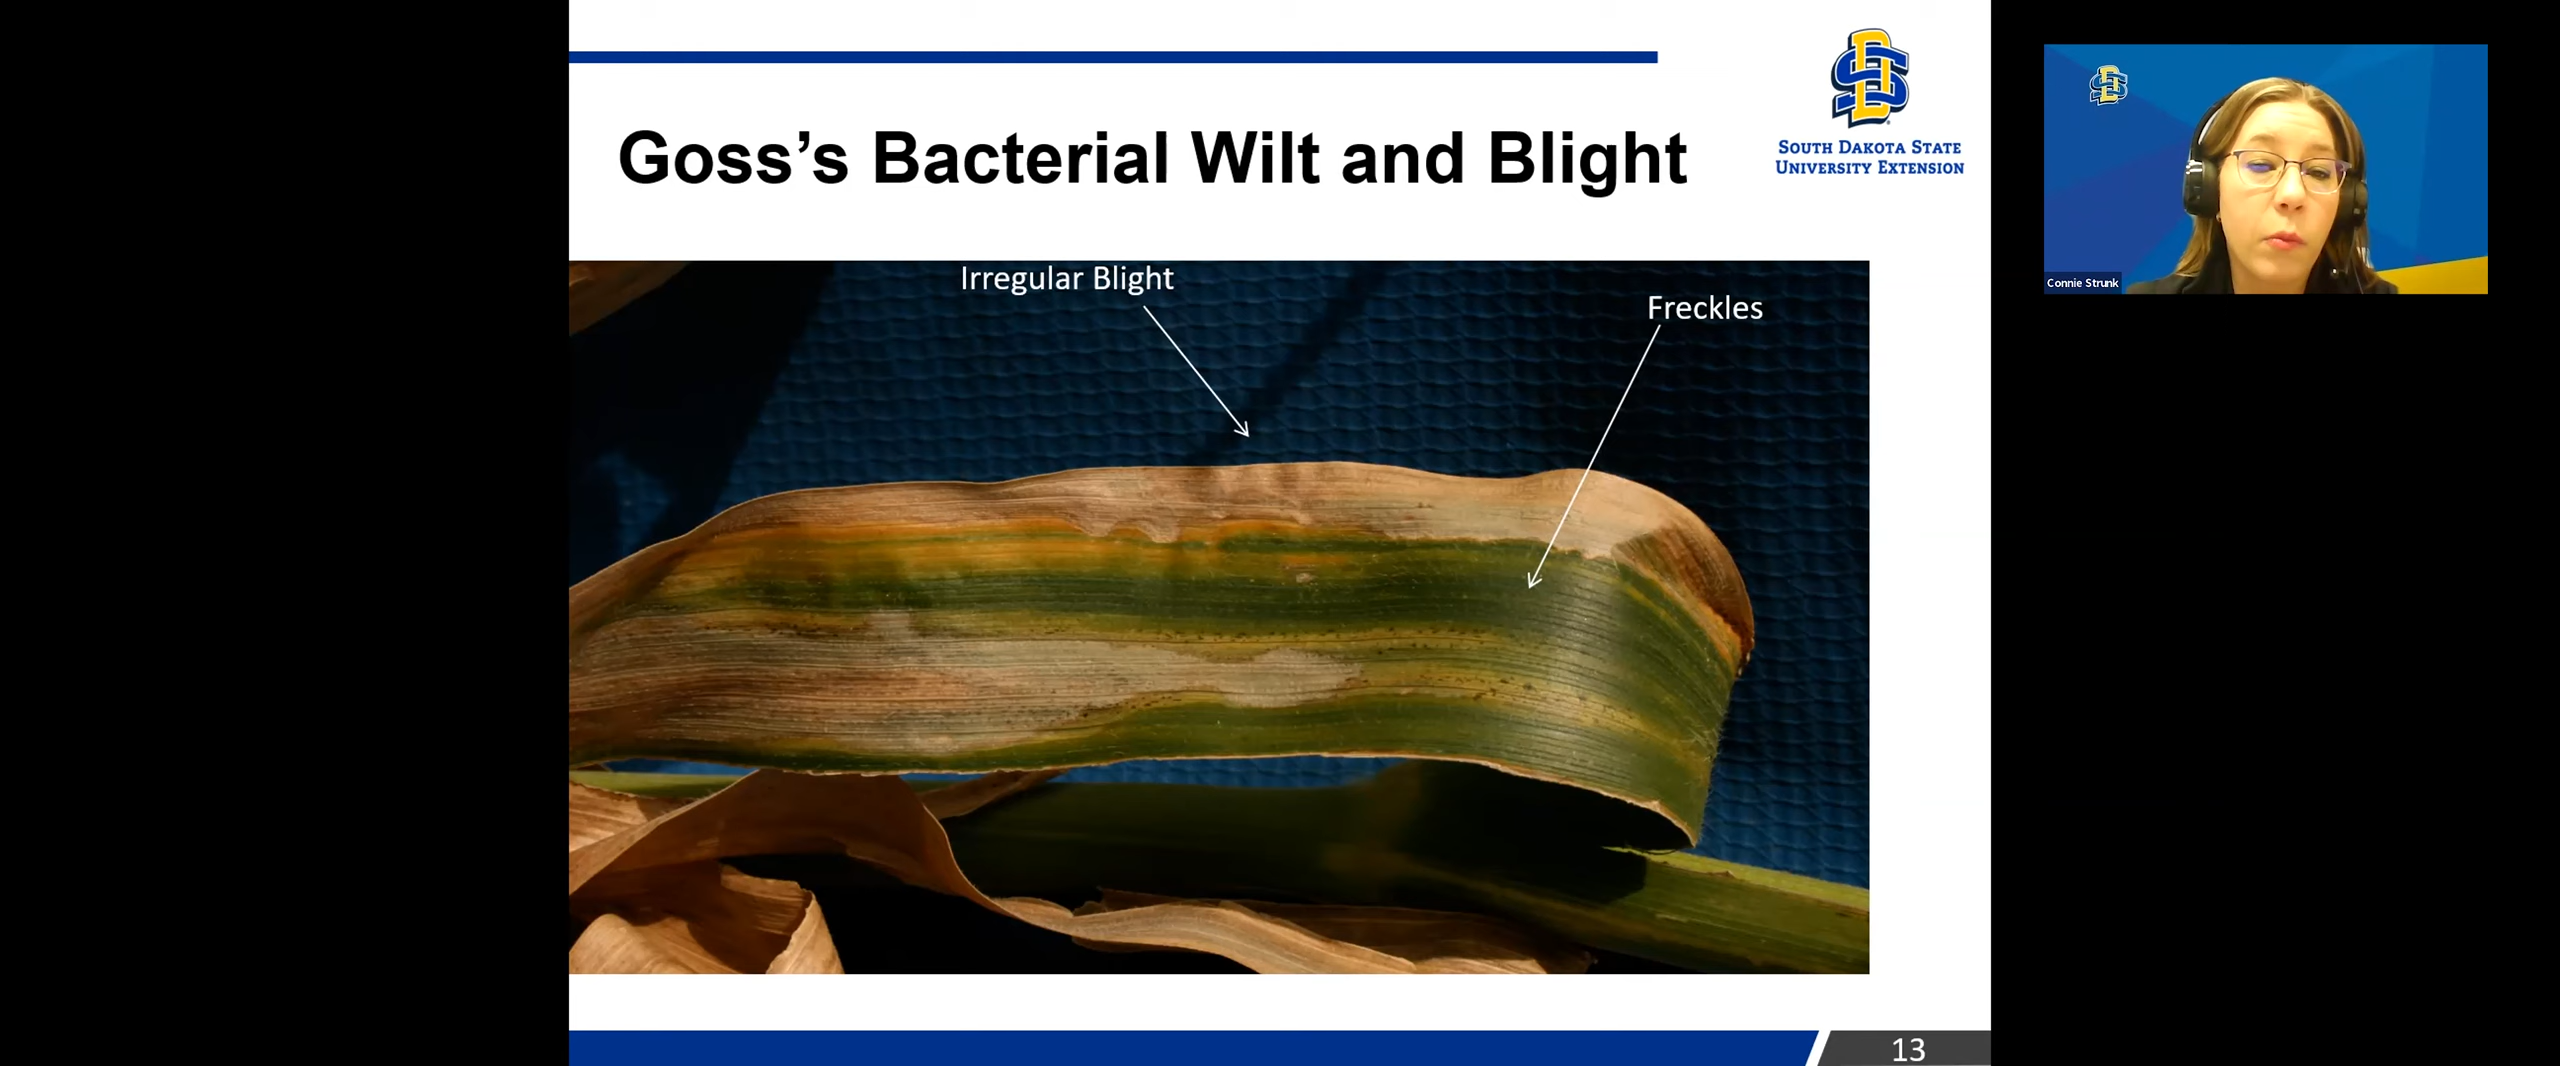 Goss’s Bacterial Wilt and Blight
SOUTH DAKOTA STATE
UNIVERSITY EXTENSION
Irregular Blight
Freckles
Connie Strunk
13